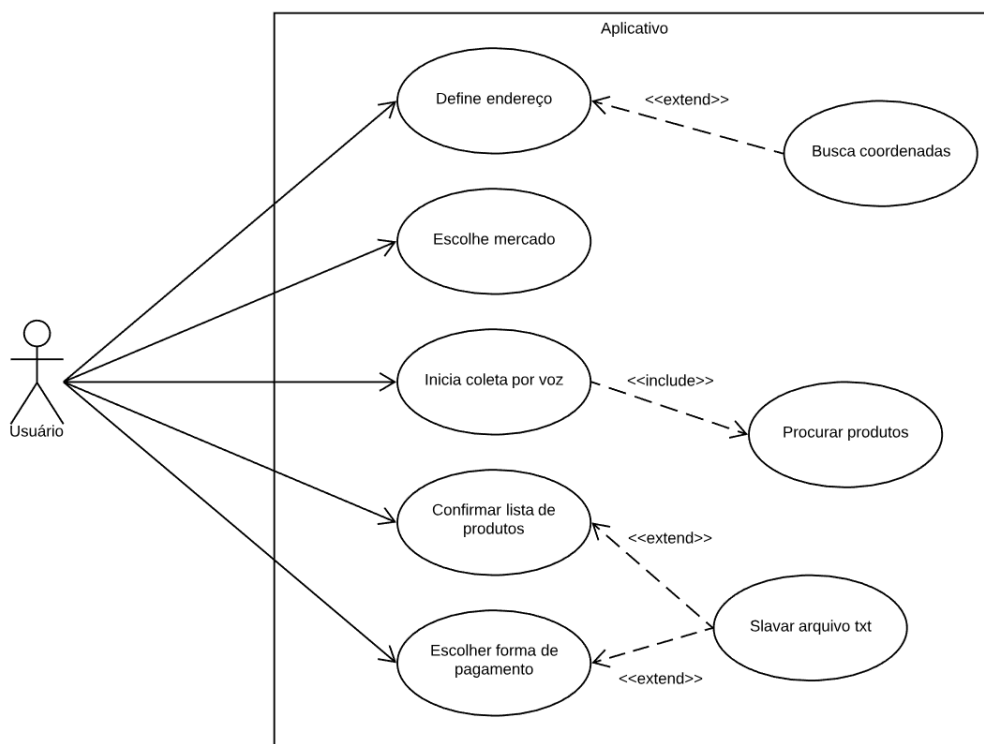 Aplicativo
Define endereço
<<extend>>
Busca coordenadas
Escolhe mercado
Inicia coleta por voz
<<include>>
Procurar produtos
Usuário
Confirmar lista de
produtos
<<extend>>
Slavar arquivo txt
Escolher forma de
pagamento
<<extend>>